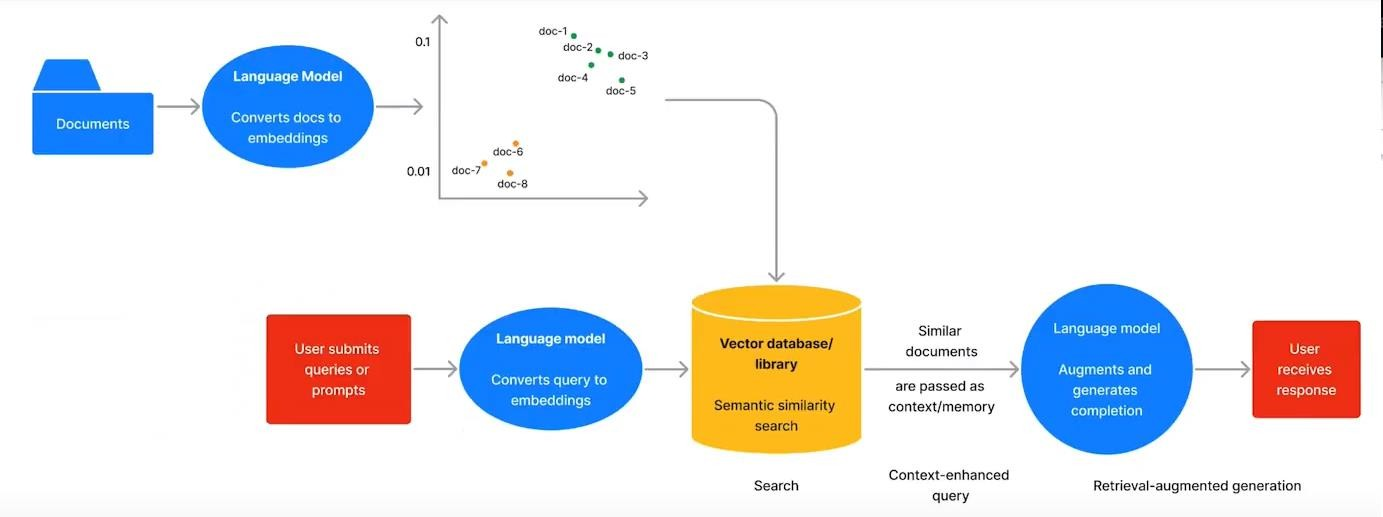 Documents
Language Model
Converts docs to
embeddings
0.1
0.01
doc-1
doc-2
doc-3
doc-4
doc-5
doc-6
doc-7
doc-8
User submits
queries or
prompts
Language model
Converts query to
embeddings
Vector database/
library
Semantic similarity
search
Search
Similar
documents
are passed as
context/memory
Context-enhanced
query
Language model
Augments and
generates
completion
Retrieval-augmented generation
User
receives
response